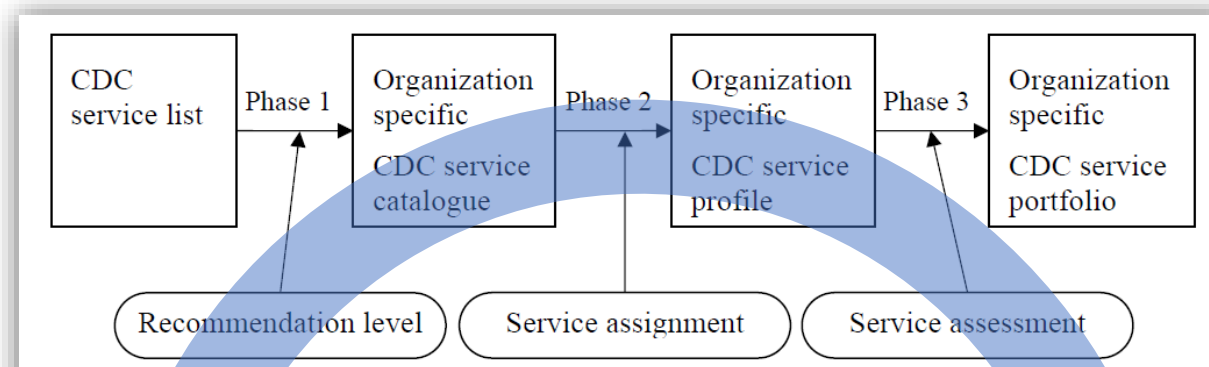 CDC
service list
Phase 1
Organization
specific
CDC service
catalogue
Phase 2
Organization
specific
CDC service
profile
Phase 3
Organization
specific
CDC service
portfolio
Recommendation level
Service assignment
Service assessment